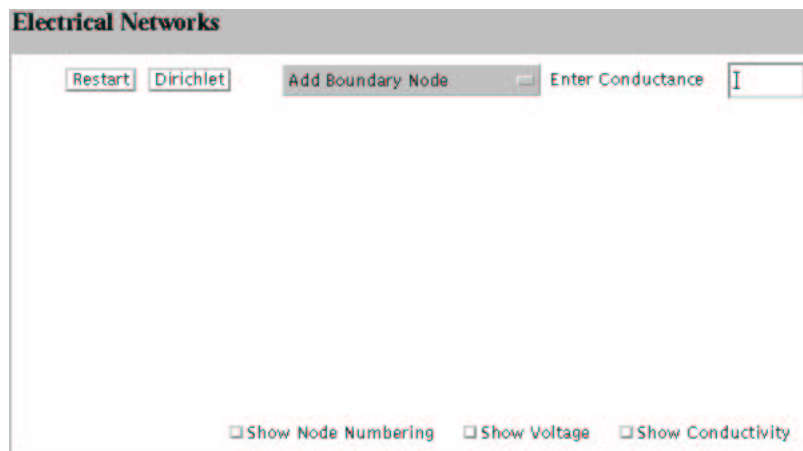 Electrical Networks
Restart Dirichlet Add Boundary Node Enter Conductance
Show Node Numbering Show Voltage Show Conductivity